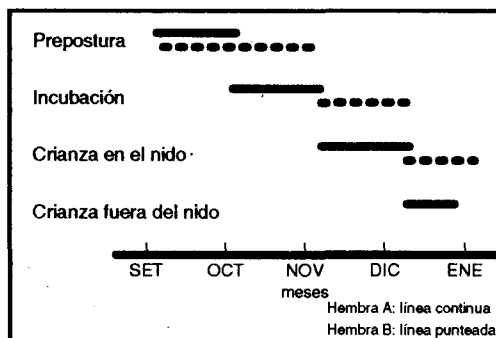 Prepostura
Incubación
Crianza en el nido
Crianza fuera del nido
SET OCT NOV DIC ENE
meses
Hembra A: línea continua
Hembra B: línea punteada